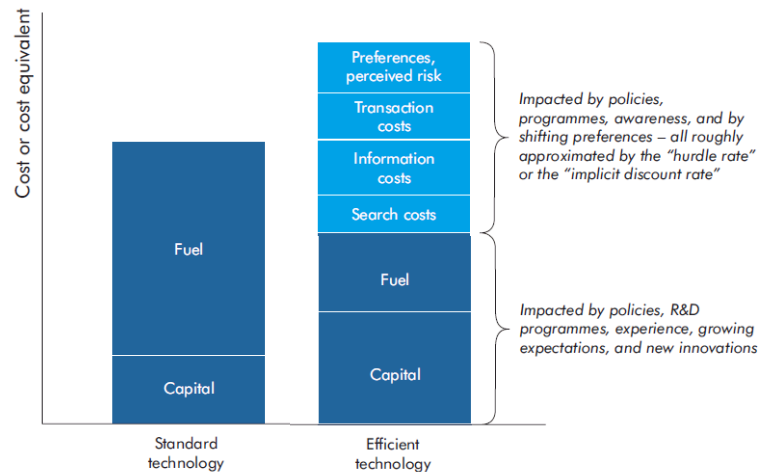 Cost or cost equivalent
Fuel
Capital
Standard
technology
Preferences,
perceived risk
Transaction
costs
Information
costs
Search costs
Fuel
Capital
Efficient
technology
Impacted by policies,
programmes, awareness, and by
shifting preferences – all roughly
approximated by the “hurdle rate”
or the “implicit discount rate”
Impacted by policies, R&D
programmes, experience, growing
expectations, and new innovations